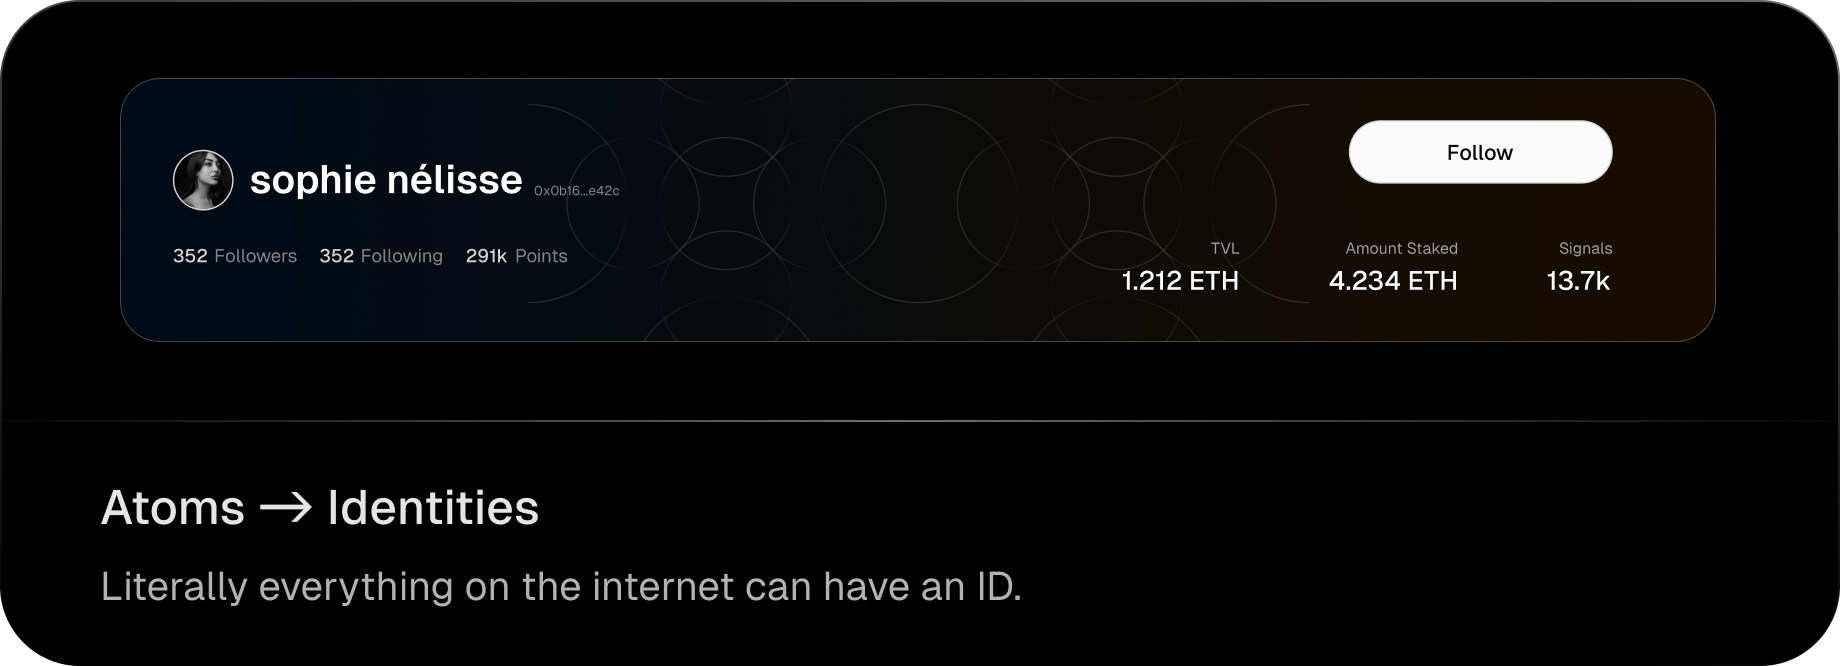 sophie nélisse 0x0b16...e42c
352 Followers 352 Following 291k Points
Follow
TVL Amount Staked Signals
1.212 ETH 4.234 ETH 13.7k
Atoms → Identities
Literally everything on the internet can have an ID.